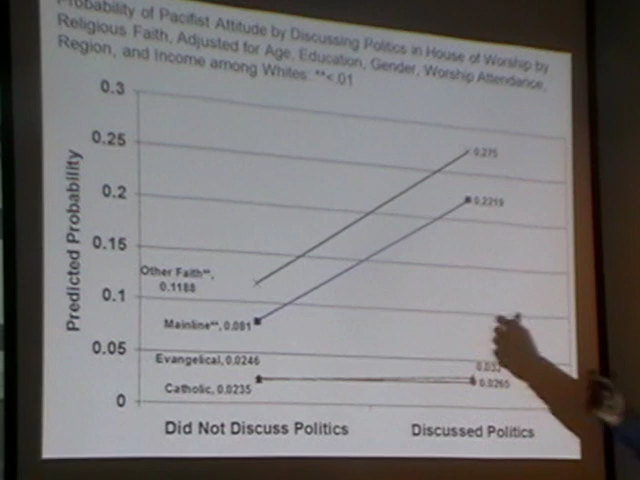 Probability of Pacifist Attitude by Discussing Politics in House of Worship by
Religious Faith, Adjusted for Age, Education, Gender, Worship Attendance,
Region, and Income among Whites: **<.01
Predicted Probability
0.3
0.25
0.2
0.15
0.1
0.05
0
0.275
0.2219
Other Faith**,
0.1188
Mainline**, 0.081
Evangelical, 0.0246
Catholic, 0.0235
0.0265
Did Not Discuss Politics
Discussed Politics